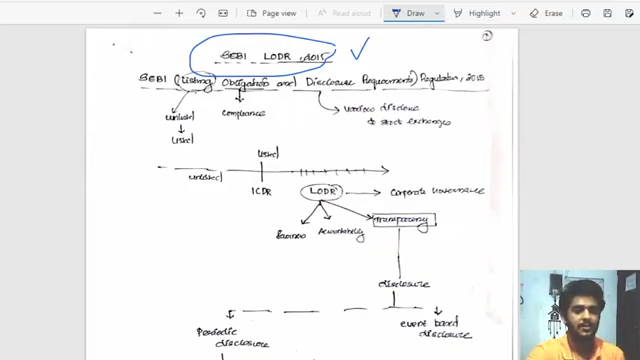 Page view
Read aloud
Draw
Highlight
Erase
①
SEBI LODR, 2015
SEBI (Listing Obligation and Disclosure Requirements) Regulation, 2015
unlisted
compliance
Various disclosure
to stock exchanges
listed
listed
unlisted
ICDR
LODR
Corporate Governance
Transparency
Fairness
Accountability
disclosure
Periodic
disclosure
event based
disclosure